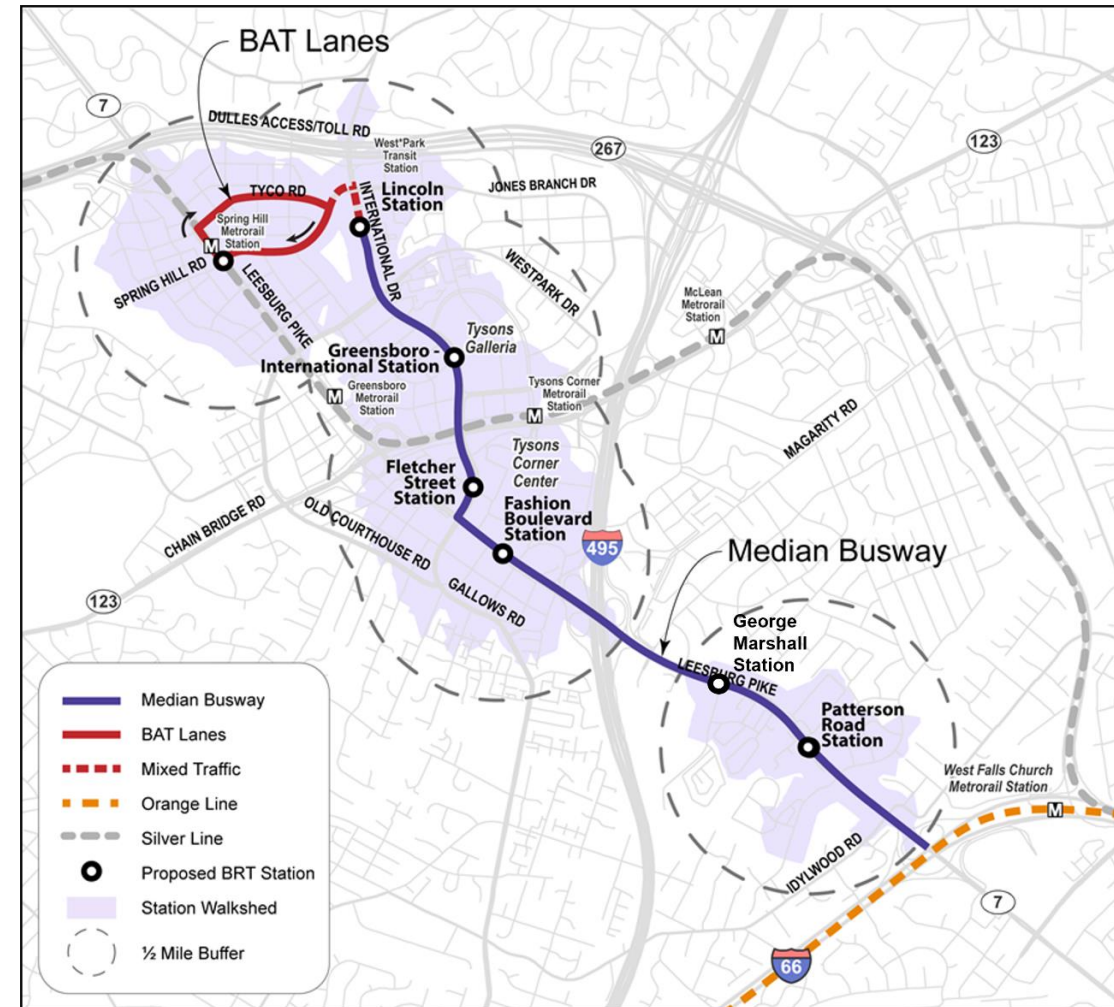 BAT Lanes
7
DULLES ACCESS/TOLL RD
West*Park
Transit
Station
267
123
TYCO RD
INTERNATIONAL DR
Lincoln
Station
JONES BRANCH DR
Spring Hill
Metrorail
Station
M
SPRING HILL RD
LEESBURG PIKE
WESTPARK DR
McLean
Metrorail
Station
M
Tysons
Galleria
Greensboro -
International Station
Greensboro
Metrorail
Station
M
Tysons Corner
Metrorail
Station
M
MAGARITY RD
Tysons
Corner
Center
Fletcher
Street
Station
Fashion
Boulevard
Station
CHAIN BRIDGE RD
OLD COURTHOUSE RD
495
Median Busway
GALLOWS RD
123
George
Marshall
Station
LEESBURG PIKE
Patterson
Road
Station
West Falls Church
Metrorail Station
M
IDYLWOOD RD
7
66
Median Busway
BAT Lanes
Mixed Traffic
Orange Line
Silver Line
Proposed BRT Station
Station Walkshed
½ Mile Buffer